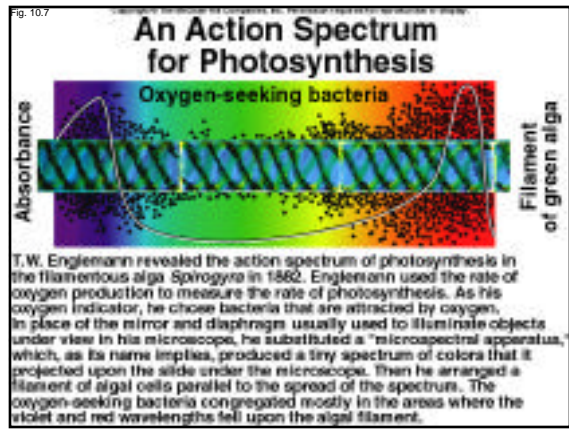 Fig. 10.7
An Action Spectrum
for Photosynthesis
Oxygen-seeking bacteria
Absorbance
Filament
of green alga
T.W. Englemann revealed the action spectrum of photosynthesis in
the filamentous alga Spirogyra in 1882. Englemann used the rate of
oxygen production to measure the rate of photosynthesis. As his
oxygen indicator, he chose bacteria that are attracted by oxygen.
In place of the mirror and diaphragm usually used to illuminate objects
under view in his microscope, he substituted a "microspectral apparatus,"
which, as its name implies, produced a tiny spectrum of colors that it
projected upon the slide under the microscope. Then he arranged a
filament of algal cells parallel to the spread of the spectrum. The
oxygen-seeking bacteria congregated mostly in the areas where the
violet and red wavelengths fell upon the algal filament.